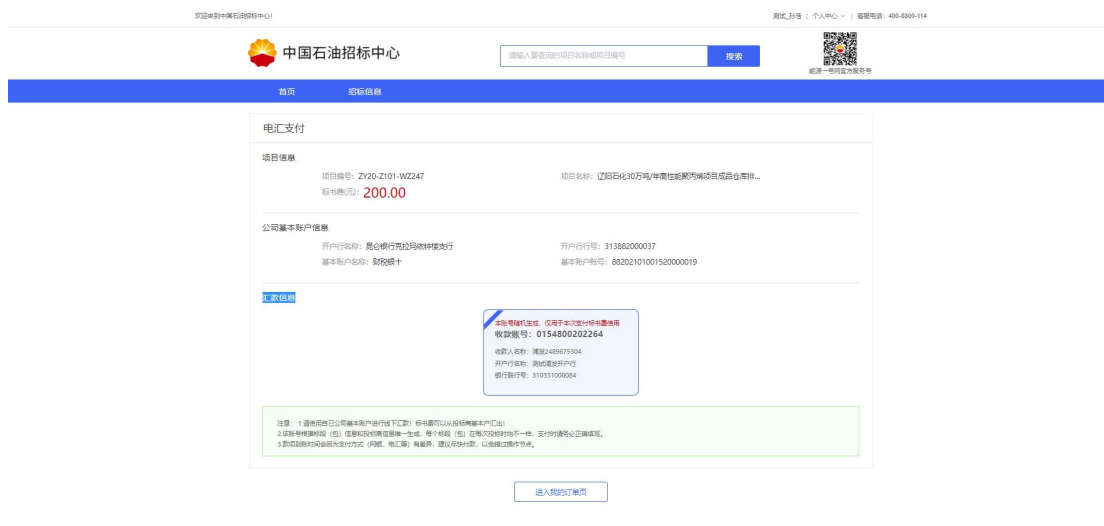 欢迎来到中国石油招标中心!
测试_孙浩 | 个人中心 | 客服电话: 400-8800-114
中国石油招标中心
请输入要查询的项目名称或项目编号
搜索
能源一号网官方服务号
首页 招标信息
电汇支付
项目信息
项目编号: ZY20-Z101-WZ247 项目名称: 辽阳石化30万吨/年高性能聚丙烯项目成品仓库排...
标书费(元): 200.00
公司基本账户信息
开户行名称: 昆仑银行克拉玛依钟楼支行 开户行行号: 313882000037
基本账户名称: 财税级十 基本账户账号: 88202101001520000019
汇款信息
本账号随机生成, 仅用于本次支付标书费使用
收款账号: 0154800202264
收款人名称: 浦发2489675304
开户行名称: 测试浦发开户行
银行联行号: 310331000084
注意: 1.请使用自己公司基本账户进行线下汇款! 标书费可以从投标商基本户汇出!
2.该账号根据标段(包)信息和投标商信息唯一生成, 每个标段(包)在每次投标时均不一样, 支付时请务必正确填写。
3.款项到账时间会因为支付方式(网银、电汇等)有差异, 建议尽快付款, 以免错过操作节点。
进入我的订单页